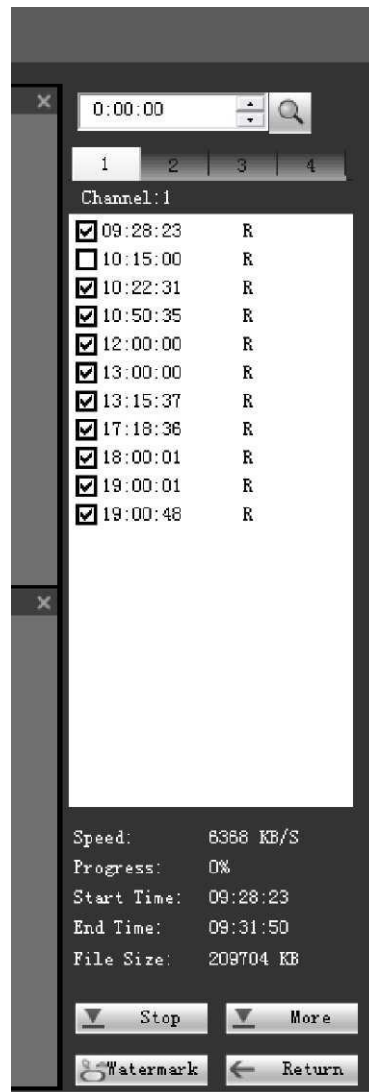 0:00:00
1 2 3 4
Channel:1
09:28:23 R
10:15:00 R
10:22:31 R
10:50:35 R
12:00:00 R
13:00:00 R
13:15:37 R
17:18:36 R
18:00:01 R
19:00:01 R
19:00:48 R
Speed: 6368 KB/S
Progress: 0%
Start Time: 09:28:23
End Time: 09:31:50
File Size: 209704 KB
Stop More
Watermark Return